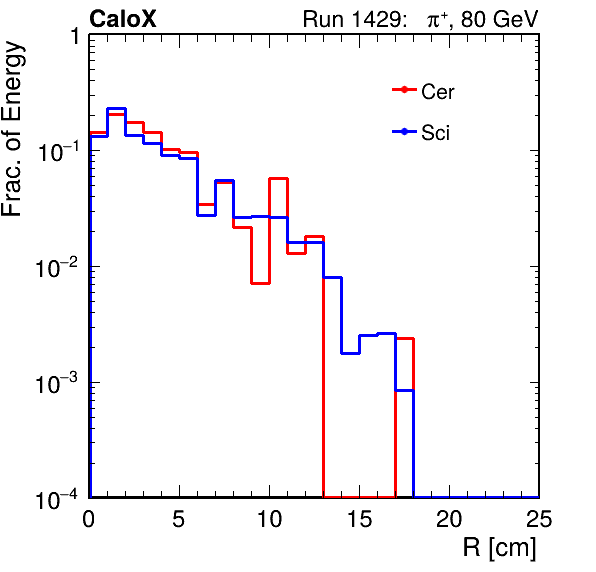 CaloX Run 1429: π⁺, 80 GeV
Frac. of Energy
Cer
Sci
1
10⁻¹
10⁻²
10⁻³
10⁻⁴
0 5 10 15 20 25
R [cm]